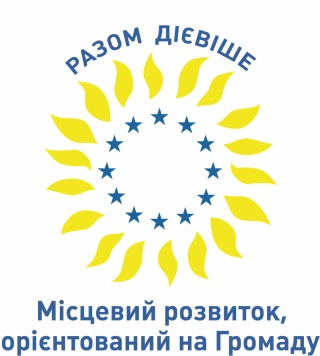 РАЗОМ ДІЄВІШЕ
Місцевий розвиток,
орієнтований на Громаду